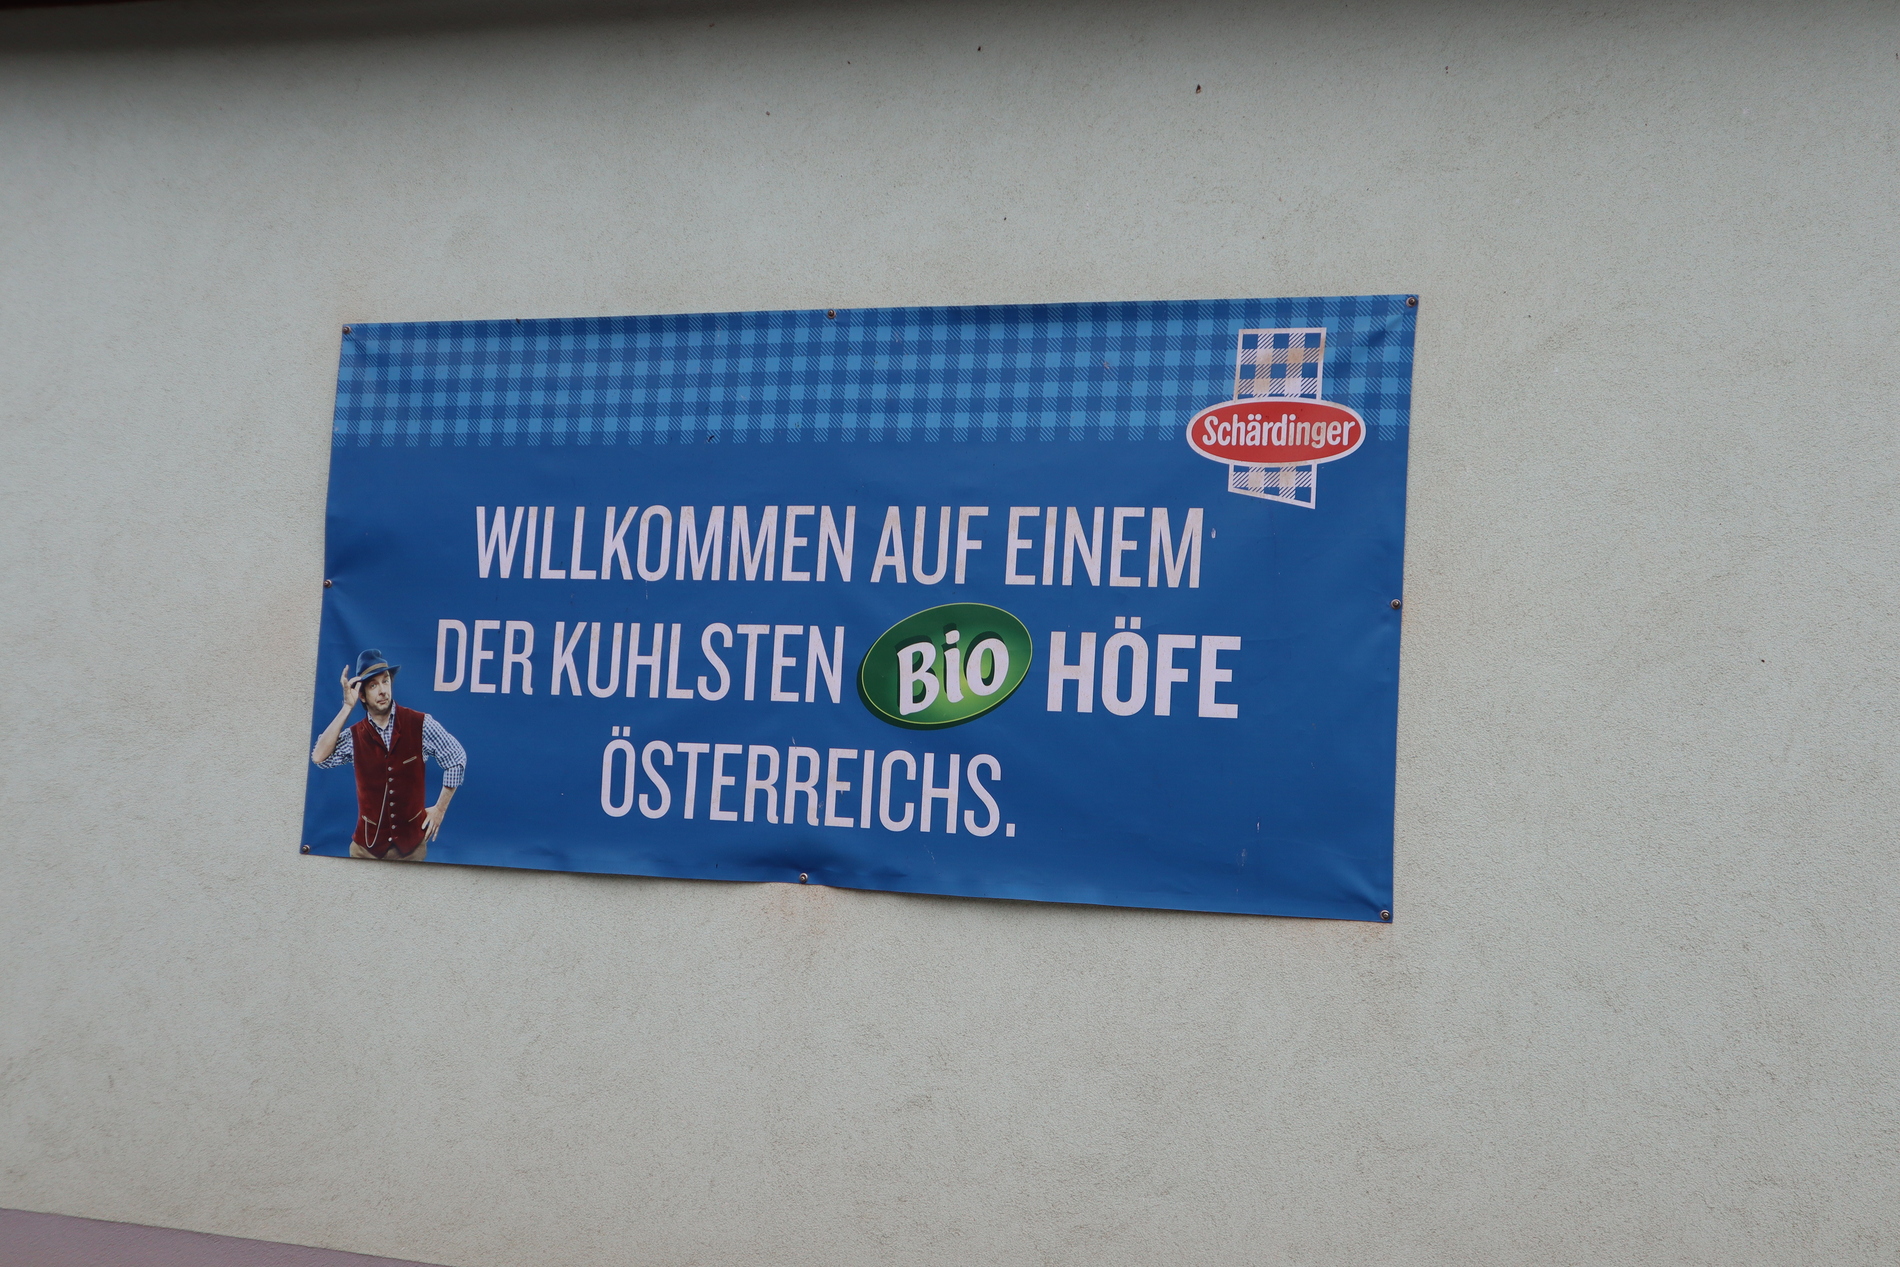 Schärdinger
WILLKOMMEN AUF EINEM
DER KUHLSTEN Bio HÖFE
ÖSTERREICHS.